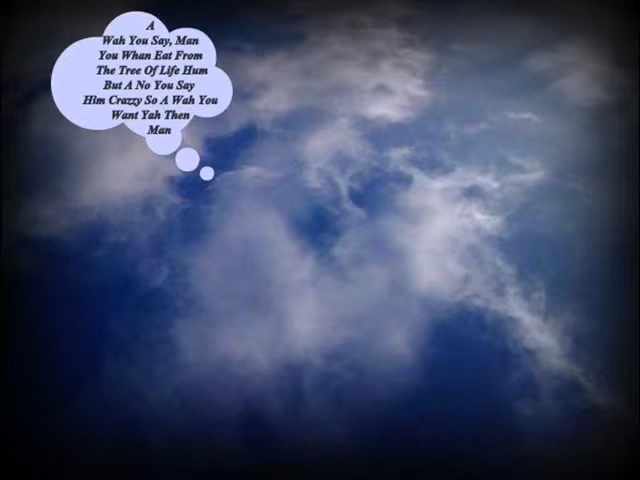 A
Wah You Say, Man
You Whan Eat From
The Tree Of Life Hum
But A No You Say
Him Crazzy So A Wah You
Want Yah Then
Man